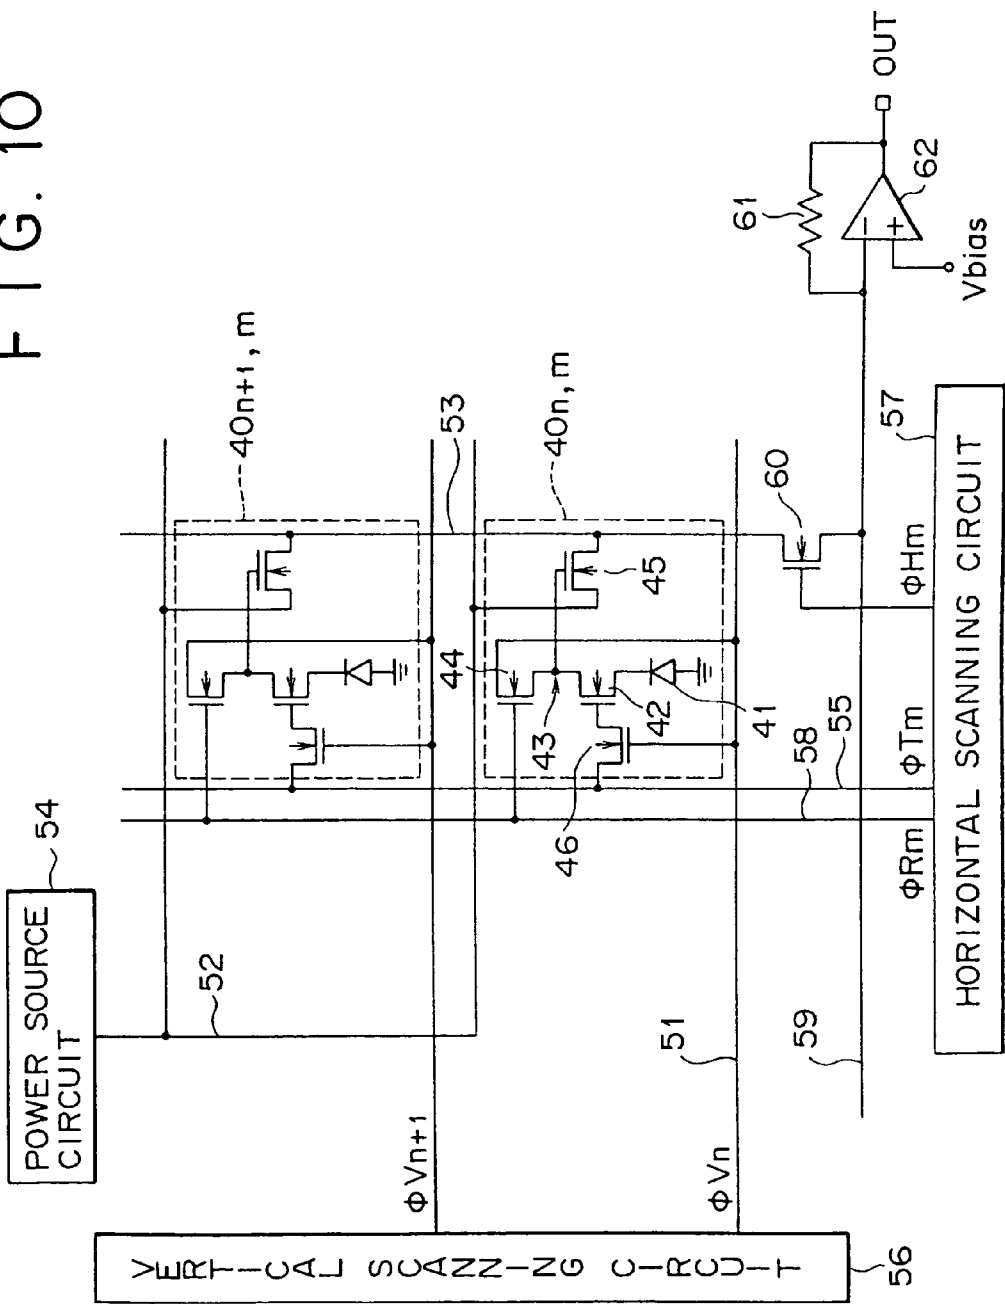 FIG. 10
POWER SOURCE
CIRCUIT
54
52
40n+1, m
53
40n, m
44
43
45
42
46
41
58
55
60
57
61
62
OUT
Vbias
ΦVn+1
ΦVn
51
59
ΦRm
ΦTm
ΦHm
VERTICAL SCANNING CIRCUIT
56
HORIZONTAL SCANNING CIRCUIT
−
+